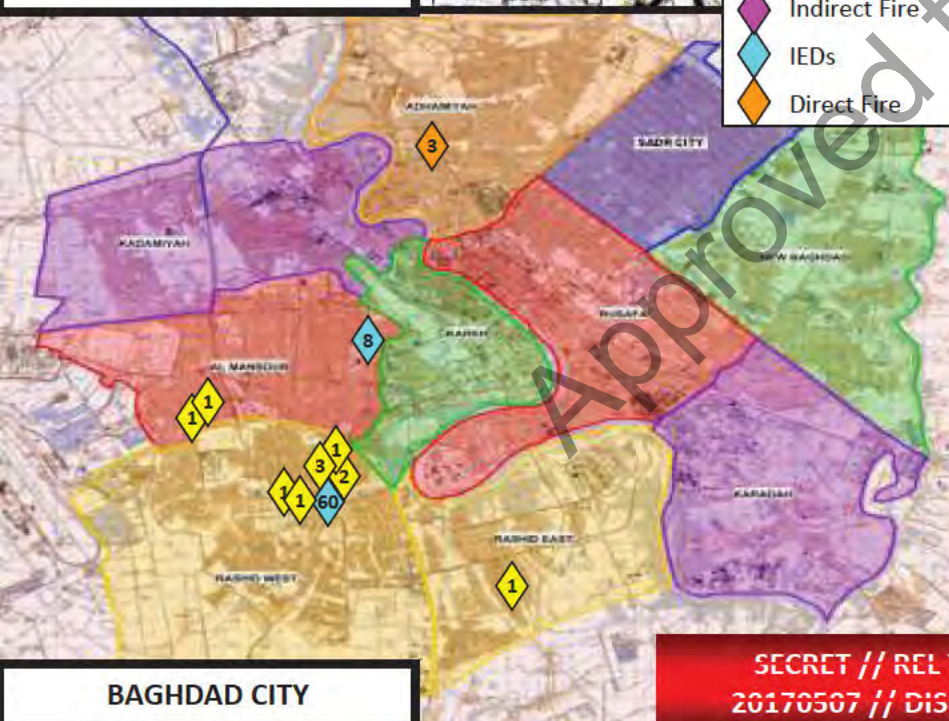 Indirect Fire
IEDs
Direct Fire
Approved f
ADHAMIYAH
3
SADR CITY
KADAMIYAH
NEW BAGHDAD
RUSAFA
KARKH
8
AL MANSOUR
1
1
1
3
2
1
1
60
KARADAH
RASHID EAST
RASHID WEST
1
BAGHDAD CITY
SECRET // REL
20170507 // DIS